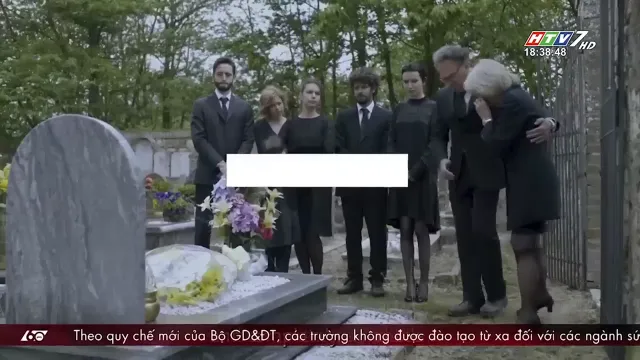 HTV7 HD
18:38:48
60 Theo quy chế mới của Bộ GD&ĐT, các trường không được đào tạo từ xa đối với các ngành sứ